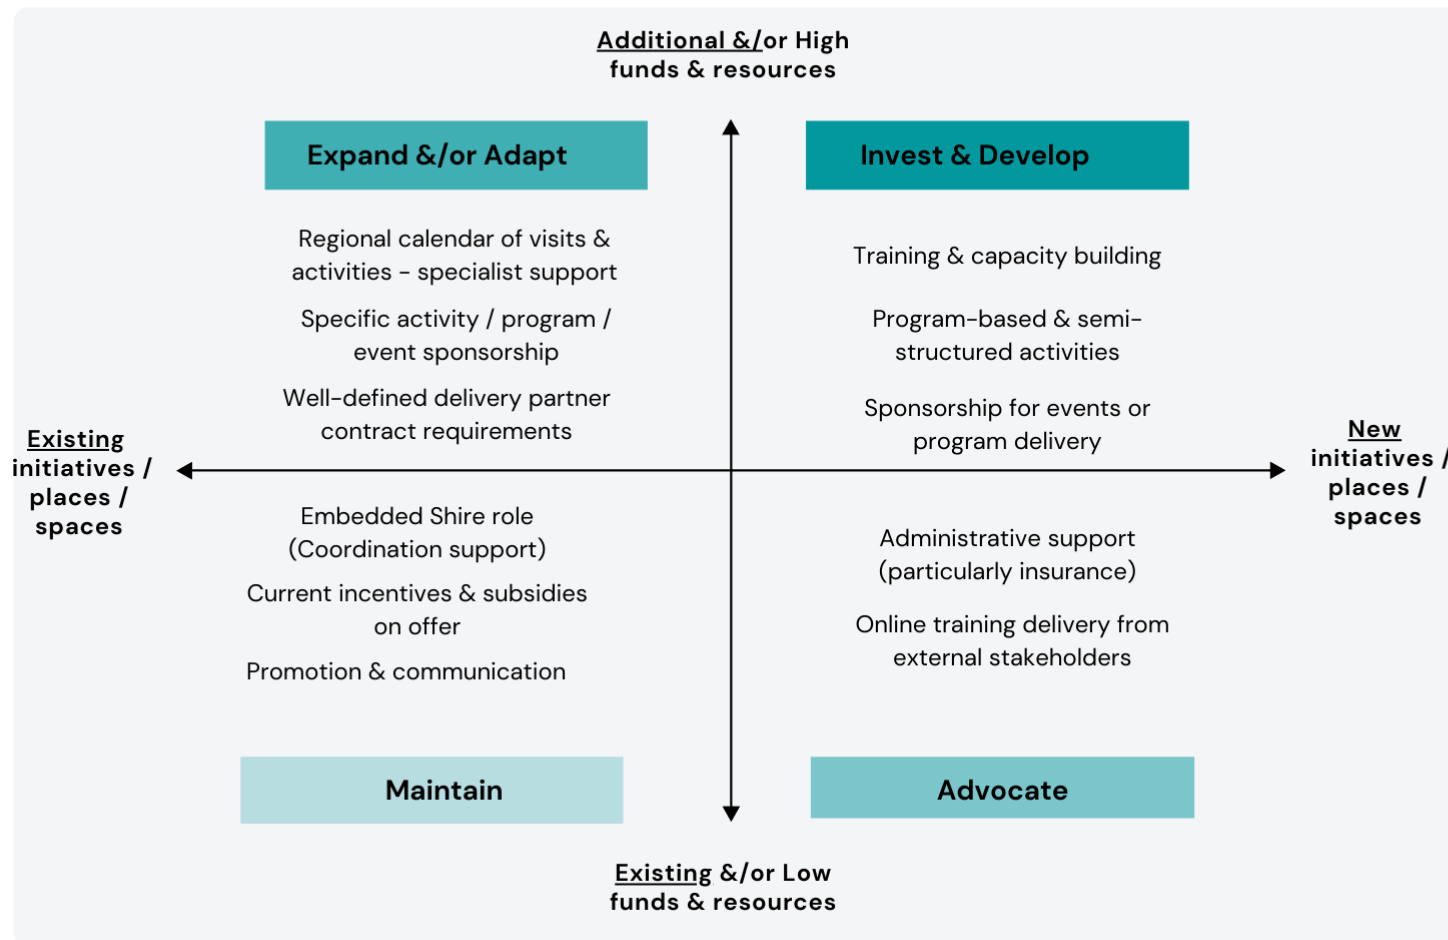 Additional &/or High
funds & resources
Expand &/or Adapt
Invest & Develop
Regional calendar of visits &
activities - specialist support
Specific activity / program /
event sponsorship
Well-defined delivery partner
contract requirements
Training & capacity building
Program-based & semi-
structured activities
Sponsorship for events or
program delivery
Existing
initiatives /
places /
spaces
New
initiatives /
places /
spaces
Embedded Shire role
(Coordination support)
Current incentives & subsidies
on offer
Promotion & communication
Administrative support
(particularly insurance)
Online training delivery from
external stakeholders
Maintain
Advocate
Existing &/or Low
funds & resources